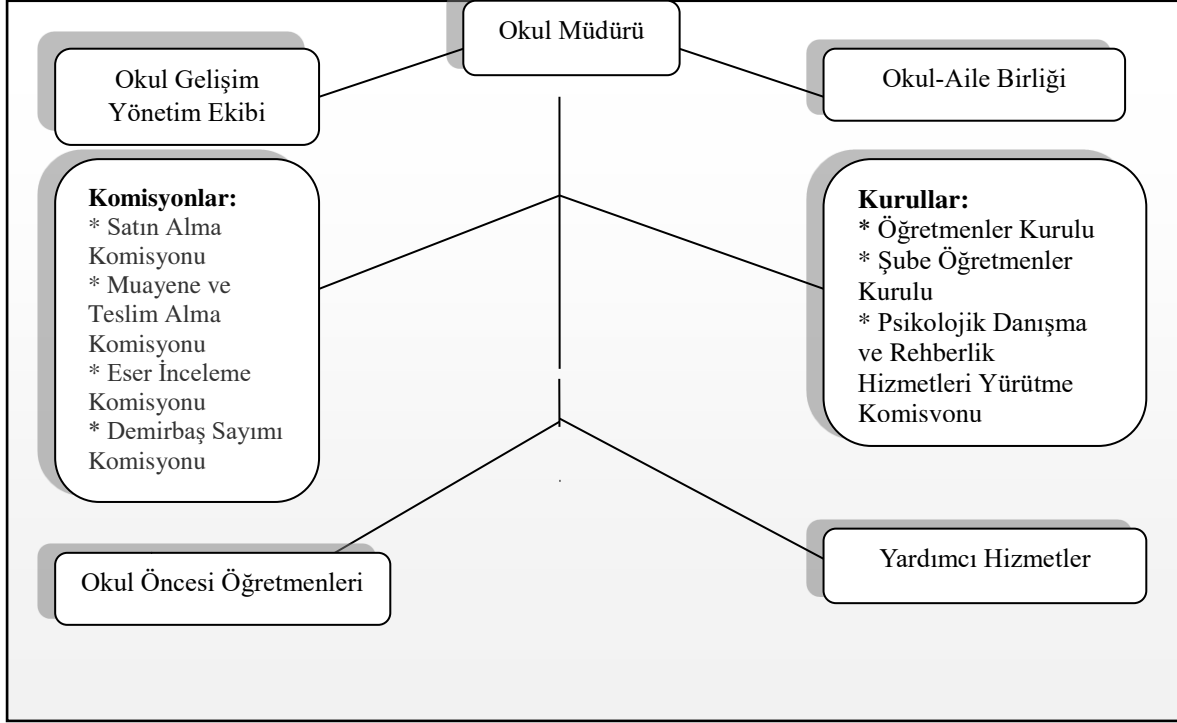 Okul Müdürü
Okul Gelişim
Yönetim Ekibi
Okul-Aile Birliği
Komisyonlar:
* Satın Alma
Komisyonu
* Muayene ve
Teslim Alma
Komisyonu
* Eser İnceleme
Komisyonu
* Demirbaş Sayımı
Komisyonu
Kurullar:
* Öğretmenler Kurulu
* Şube Öğretmenler
Kurulu
* Psikolojik Danışma
ve Rehberlik
Hizmetleri Yürütme
Komisvonu
Okul Öncesi Öğretmenleri
Yardımcı Hizmetler